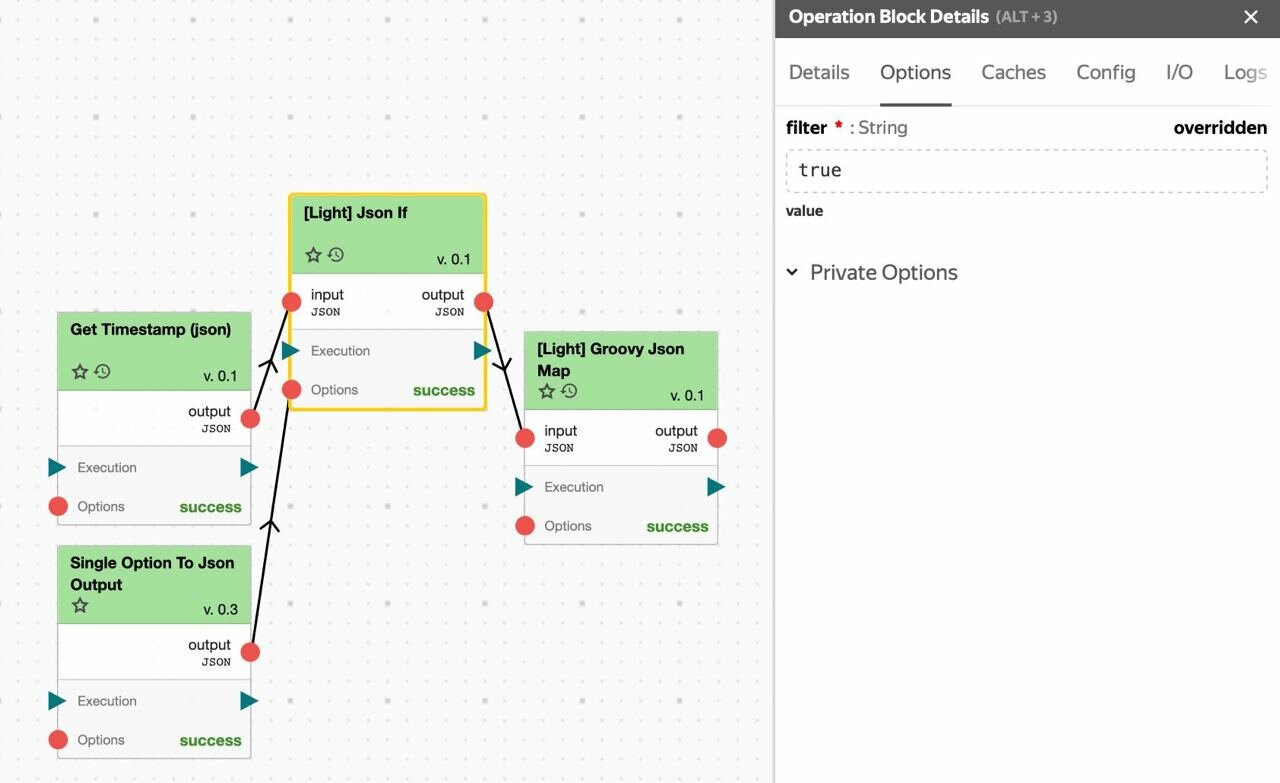 Operation Block Details (ALT + 3)
Details Options Caches Config I/O Logs
filter * : String overridden
true
value
Private Options
[Light] Json If
v. 0.1
input output
JSON JSON
Execution
Options success
Get Timestamp (json)
v. 0.1
output
JSON
Execution
Options success
[Light] Groovy Json
Map
v. 0.1
input output
JSON JSON
Execution
Options success
Single Option To Json
Output
v. 0.3
output
JSON
Execution
Options success